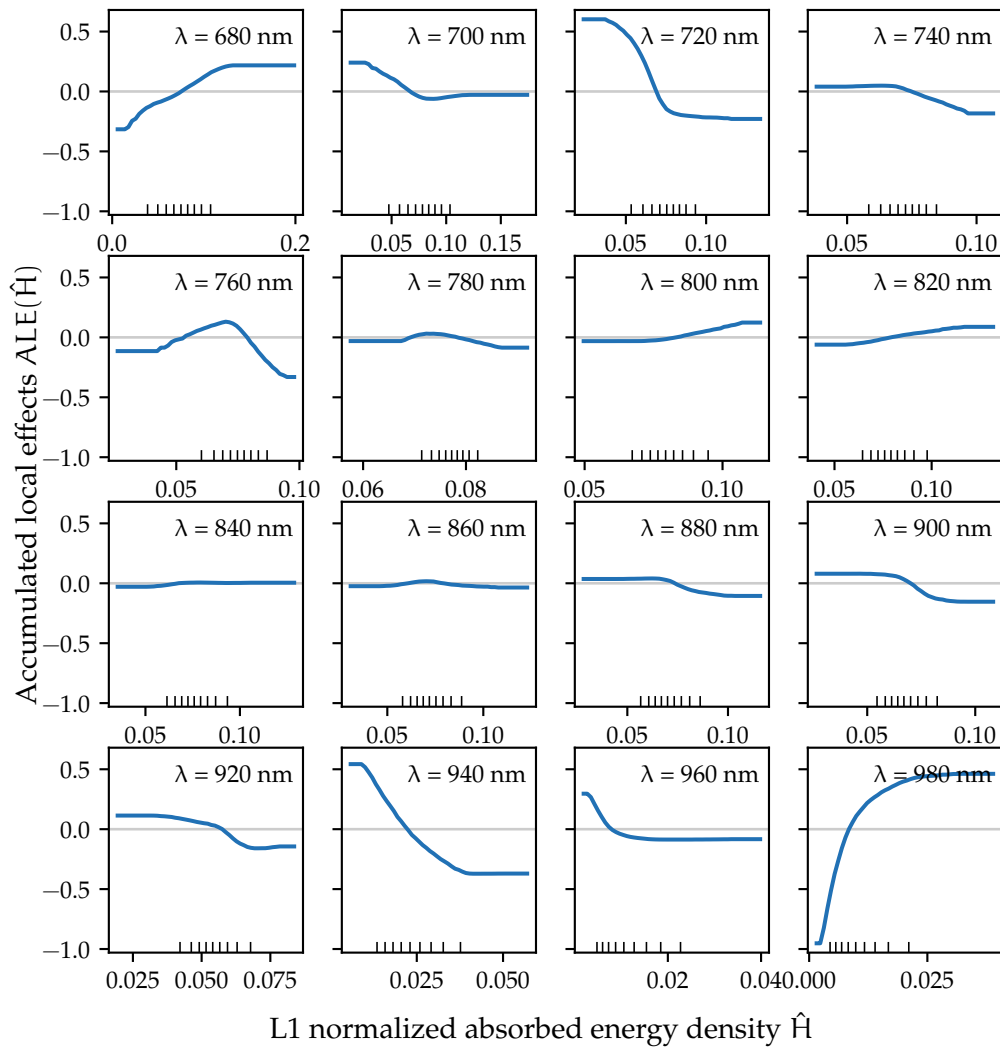 λ = 680 nm λ = 700 nm λ = 720 nm λ = 740 nm
0.5
0.0
−0.5
−1.0
0.0 0.2 0.05 0.10 0.15 0.05 0.10 0.05 0.10
λ = 760 nm λ = 780 nm λ = 800 nm λ = 820 nm
0.5
0.0
−0.5
−1.0
0.05 0.10 0.06 0.08 0.05 0.10 0.05 0.10
Accumulated local effects ALE(Ĥ)
λ = 840 nm λ = 860 nm λ = 880 nm λ = 900 nm
0.5
0.0
−0.5
−1.0
0.05 0.10 0.05 0.10 0.05 0.10 0.05 0.10
λ = 920 nm λ = 940 nm λ = 960 nm λ = 980 nm
0.5
0.0
−0.5
−1.0
0.025 0.050 0.075 0.025 0.050 0.02 0.04 0.000 0.025
L1 normalized absorbed energy density Ĥ